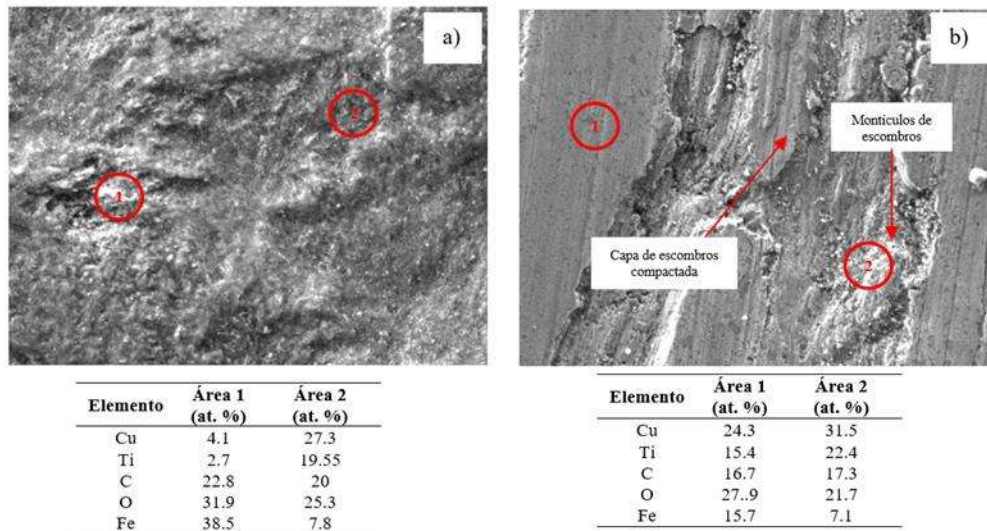 a)
1
2
b)
1
2
Montículos de
escombros
Capa de escombros
compactada
Elemento Área 1 (at. %) Área 2 (at. %)
Cu 4.1 27.3
Ti 2.7 19.55
C 22.8 20
O 31.9 25.3
Fe 38.5 7.8
Elemento Área 1 (at. %) Área 2 (at. %)
Cu 24.3 31.5
Ti 15.4 22.4
C 16.7 17.3
O 27..9 21.7
Fe 15.7 7.1